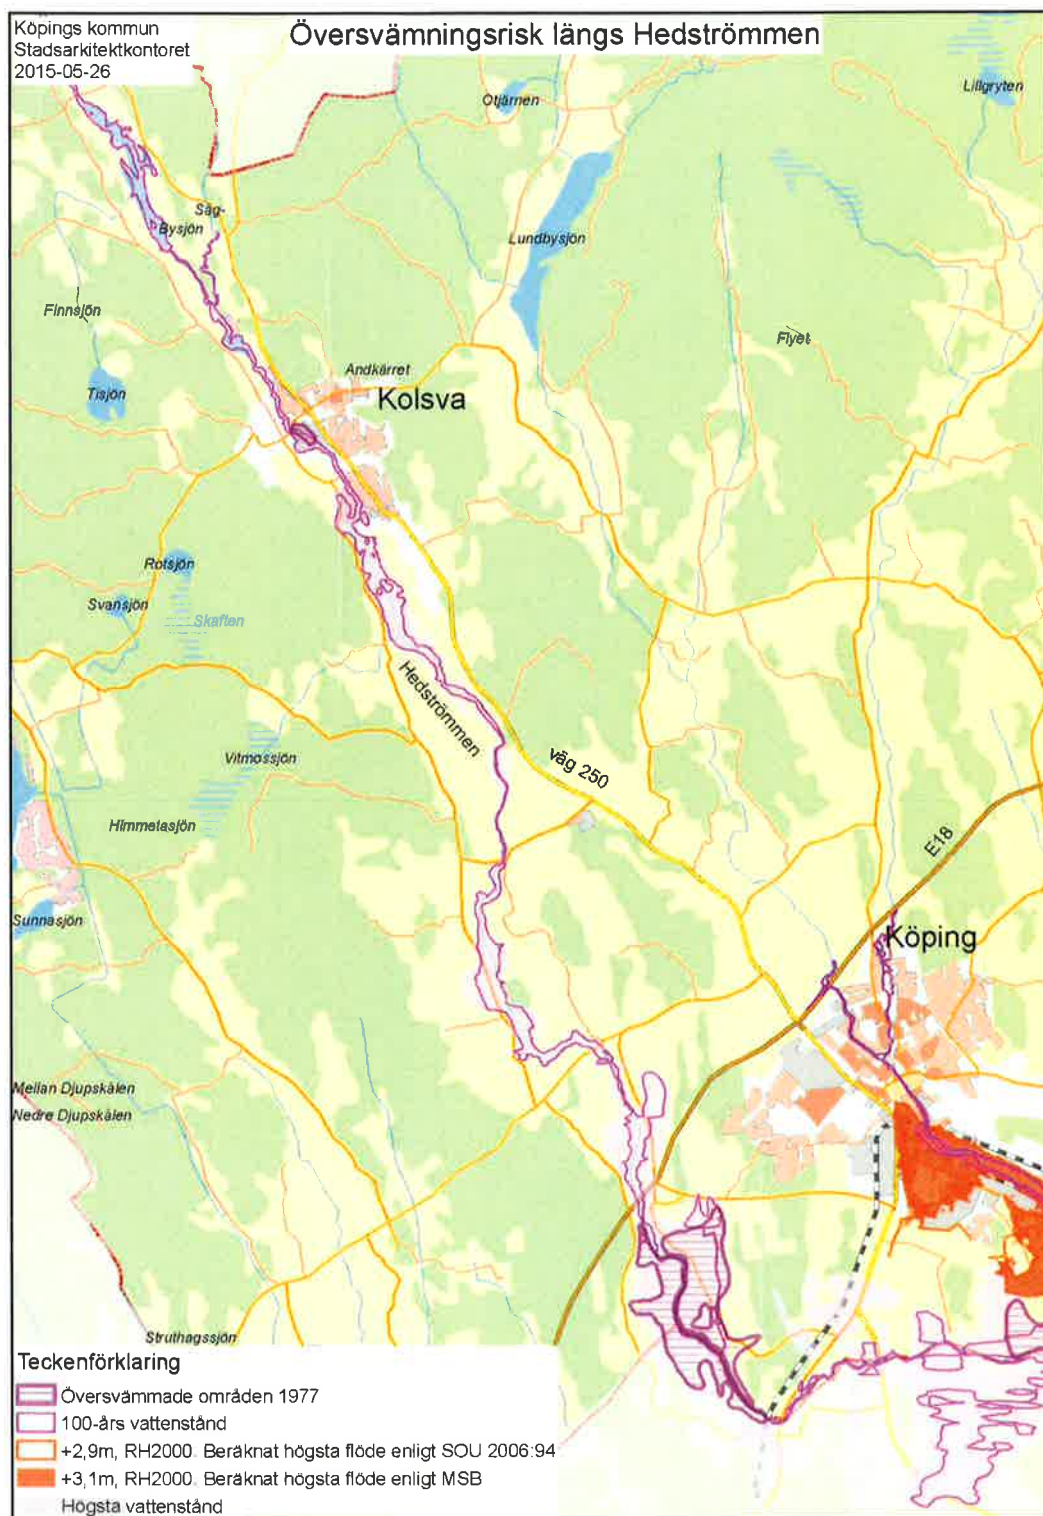 Köpings kommun
Stadsarkitektkontoret
2015-05-26
Översvämningsrisk längs Hedströmmen
Otjärnen
Lillgryten
Säg-
Bysjön
Lundbysjön
Finnsjön
Flyet
Andkärret
Tisjön
Kolsva
Rotsjön
Svansjön
Skaften
Hedströmmen
Vitmossjön
väg 250
Himmetasjön
E18
Sunnasjön
Köping
Mellan Djupskålen
Nedre Djupskålen
Struthagssjön
Teckenförklaring
Översvämmade områden 1977
100-års vattenstånd
+2,9m, RH2000. Beräknat högsta flöde enligt SOU 2006:94
+3,1m, RH2000. Beräknat högsta flöde enligt MSB
Högsta vattenstånd